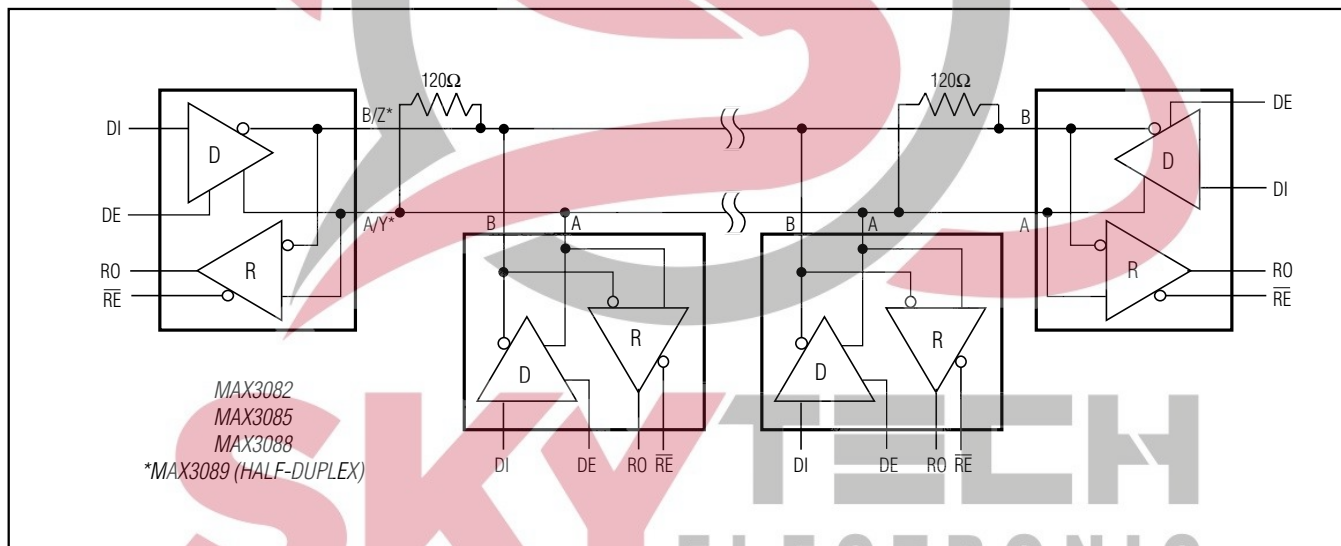 120Ω
120Ω
B/Z*
B
DE
DI
D
D
DI
DE
A/Y*
B
A
B
A
A
RO
R
R
RO
RE
RE
R
R
D
D
MAX3082
MAX3085
MAX3088
*MAX3089 (HALF-DUPLEX)
DI
DE
RO
RE
DI
DE
RO
RE
SKYTECH
ELECTRONIC